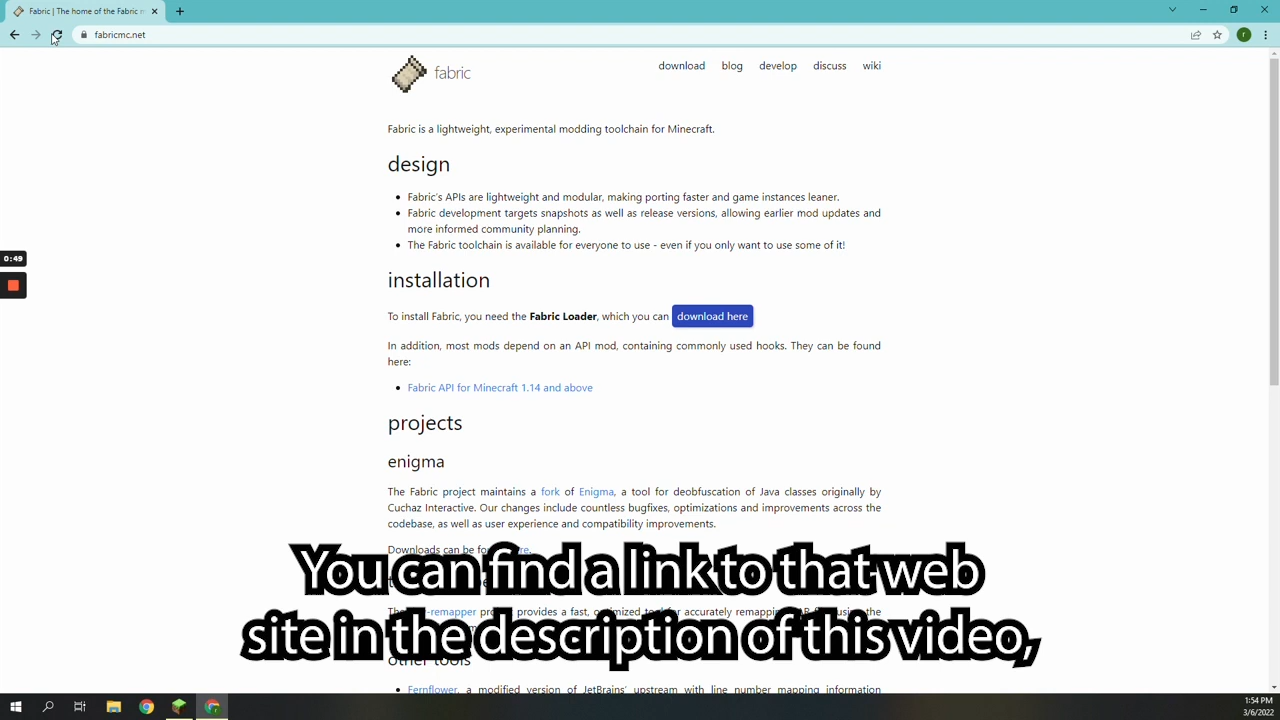 Fabric | The home of the Fabric m
fabricmc.net
fabric
download blog develop discuss wiki
Fabric is a lightweight, experimental modding toolchain for Minecraft.
design
Fabric's APIs are lightweight and modular, making porting faster and game instances leaner.
Fabric development targets snapshots as well as release versions, allowing earlier mod updates and
more informed community planning.
The Fabric toolchain is available for everyone to use - even if you only want to use some of it!
0:49
installation
To install Fabric, you need the Fabric Loader, which you can download here
In addition, most mods depend on an API mod, containing commonly used hooks. They can be found
here:
Fabric API for Minecraft 1.14 and above
projects
enigma
The Fabric project maintains a fork of Enigma, a tool for deobfuscation of Java classes originally by
Cuchaz Interactive. Our changes include countless bugfixes, optimizations and improvements across the
codebase, as well as user experience and compatibility improvements.
Downloads can be
You can find a link to that web
site in the description of this video,
other tools
Fernflower, a modified version of JetBrains' upstream with line number mapping information
1:54 PM
3/6/2022